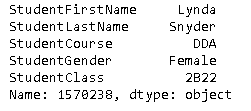 StudentFirstName Lynda
StudentLastName Snyder
StudentCourse DDA
StudentGender Female
StudentClass 2B22
Name: 1570238, dtype: object